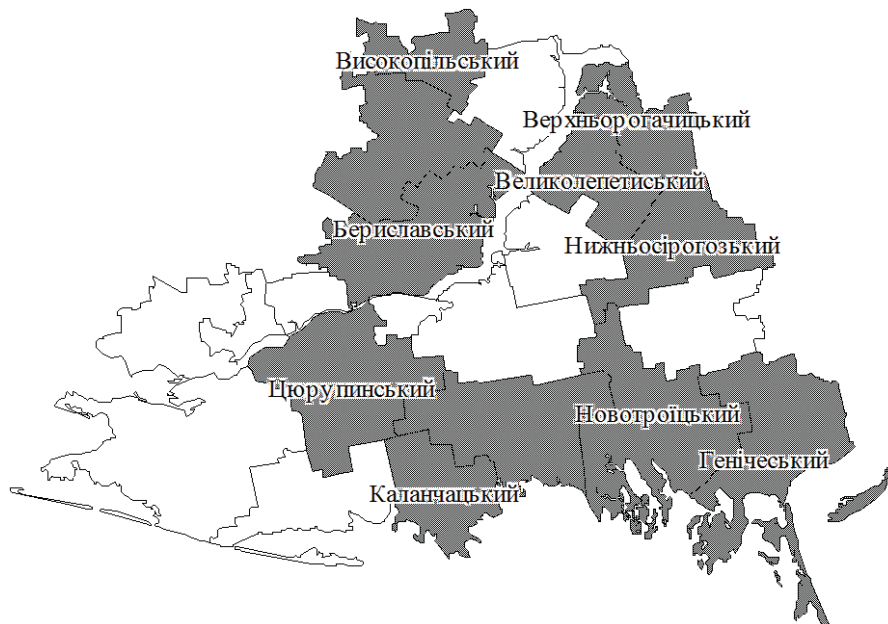 Високопільський
Верхньорогачицький
Великолепетиський
Бериславський
Нижньосірогозький
Цюрупинський
Новотроїцький
Генічеський
Каланчацький